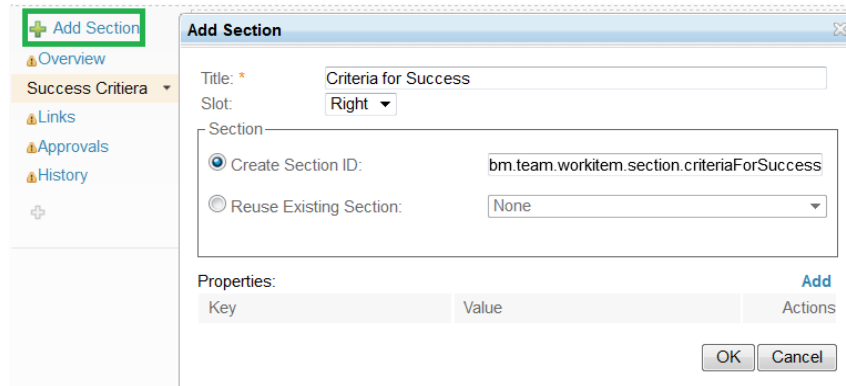 Add Section
Overview
Success Critiera
Links
Approvals
History
Add Section
Title: *
Criteria for Success
Slot:
Right
Section
Create Section ID:
bm.team.workitem.section.criteriaForSuccess
Reuse Existing Section:
None
Properties:
Add
Key Value Actions
OK Cancel